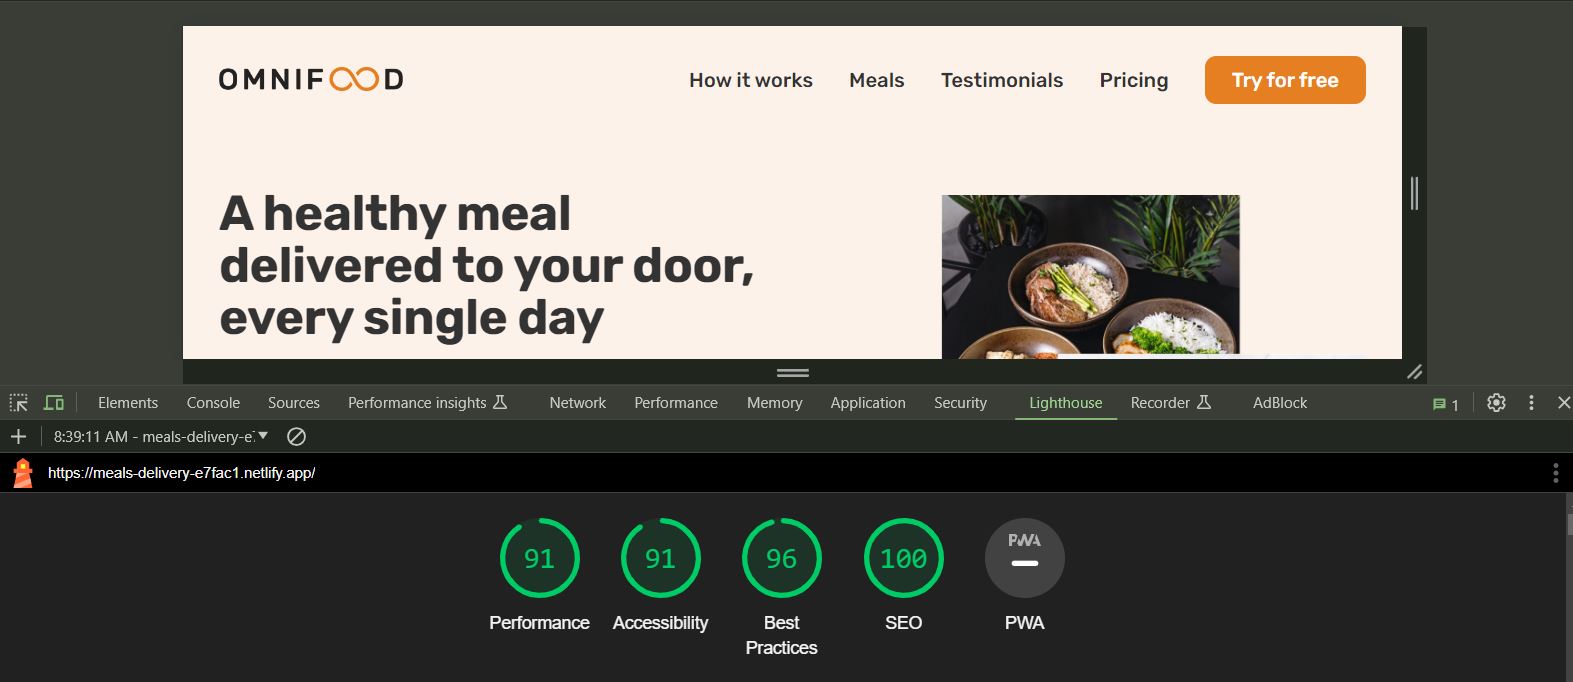 OMNIFOOD
How it works Meals Testimonials Pricing Try for free
A healthy meal
delivered to your door,
every single day
Elements Console Sources Performance insights Network Performance Memory Application Security Lighthouse Recorder AdBlock 1
8:39:11 AM - meals-delivery-e
https://meals-delivery-e7fac1.netlify.app/
91 91 96 100 PWA
Performance Accessibility Best SEO PWA
Practices